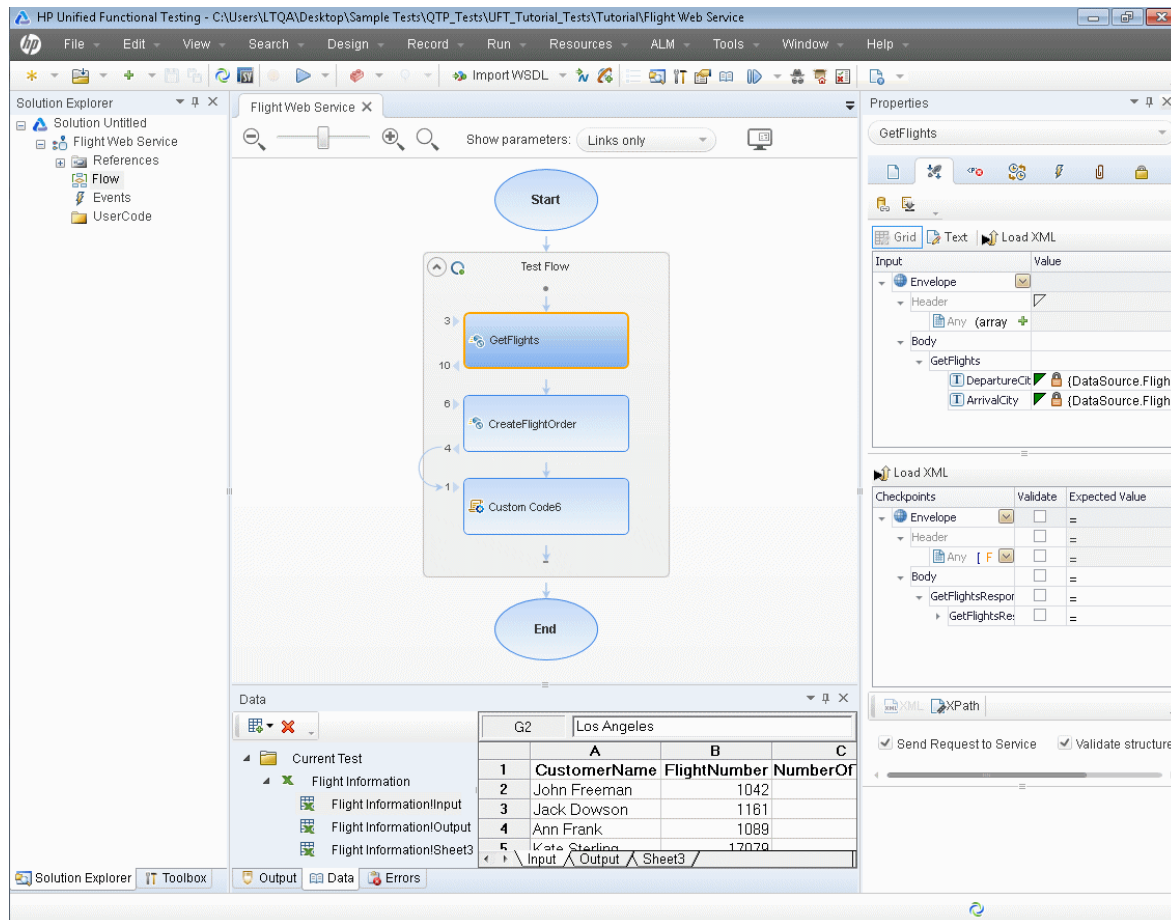 HP Unified Functional Testing - C:\Users\LTQA\Desktop\Sample Tests\QTP_Tests\UFT_Tutorial_Tests\Tutorial\Flight Web Service
hp File Edit View Search Design Record Run Resources ALM Tools Window Help
Import WSDL
Solution Explorer
Solution Untitled
Flight Web Service
References
Flow
Events
UserCode
Solution Explorer Toolbox
Flight Web Service
Show parameters: Links only
Start
Test Flow
3
GetFlights
10
6
CreateFlightOrder
4
1
Custom Code6
End
Data
Current Test
Flight Information
Flight Information!Input
Flight Information!Output
Flight Information!Sheet3
G2 Los Angeles
A B C
1 CustomerName FlightNumber NumberOf
2 John Freeman 1042
3 Jack Dowson 1161
4 Ann Frank 1089
5 Kate Sterling 17079
Input Output Sheet3
Output Data Errors
Properties
GetFlights
Grid Text Load XML
Input Value
Envelope
Header
Any (array
Body
GetFlights
DepartureCit {DataSource.Fligh
ArrivalCity {DataSource.Fligh
Load XML
Checkpoints Validate Expected Value
Envelope =
Header =
Any [ F =
Body =
GetFlightsRespor =
GetFlightsRe: =
XML XPath
Send Request to Service Validate structure